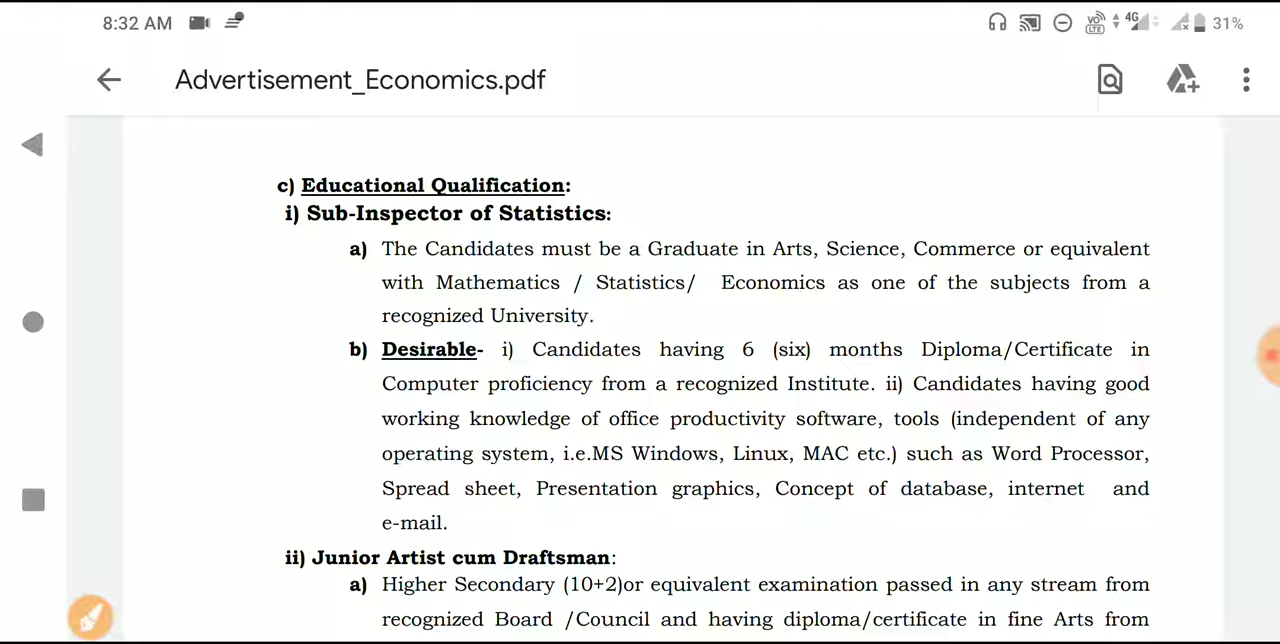 8:32 AM
VO)) LTE 4G 31%
Advertisement_Economics.pdf
c) Educational Qualification:
i) Sub-Inspector of Statistics:
a) The Candidates must be a Graduate in Arts, Science, Commerce or equivalent
with Mathematics / Statistics/ Economics as one of the subjects from a
recognized University.
b) Desirable- i) Candidates having 6 (six) months Diploma/Certificate in
Computer proficiency from a recognized Institute. ii) Candidates having good
working knowledge of office productivity software, tools (independent of any
operating system, i.e.MS Windows, Linux, MAC etc.) such as Word Processor,
Spread sheet, Presentation graphics, Concept of database, internet and
e-mail.
ii) Junior Artist cum Draftsman:
a) Higher Secondary (10+2)or equivalent examination passed in any stream from
recognized Board /Council and having diploma/certificate in fine Arts from